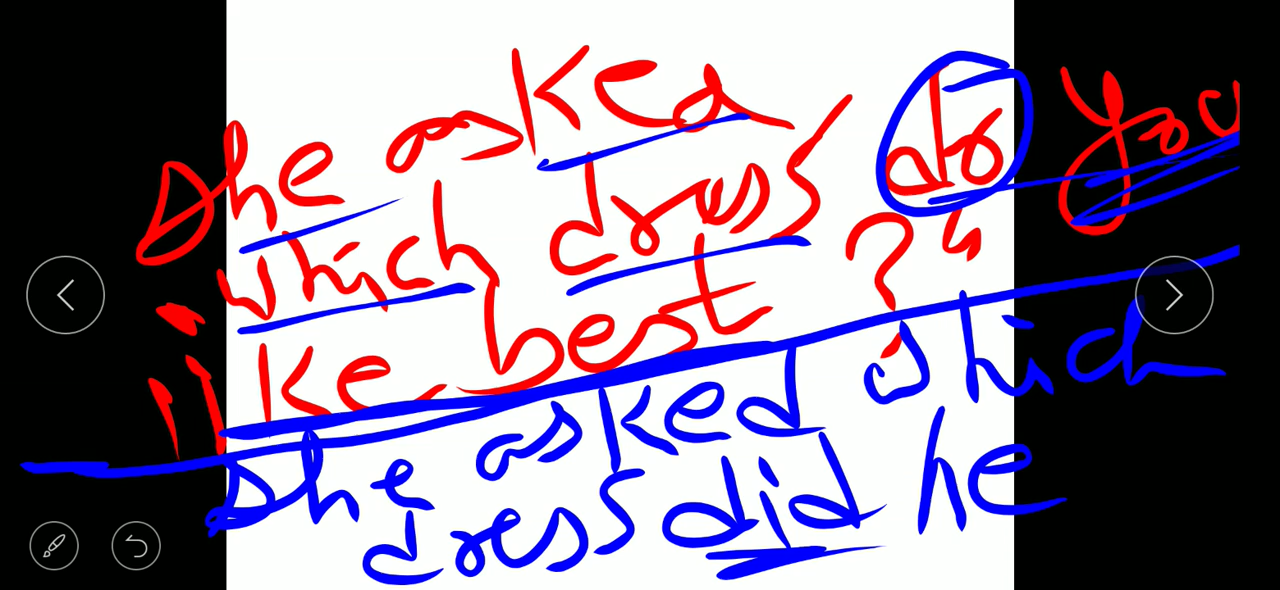 She asked
"which dress do you
like best ?"
She asked which
dress did he